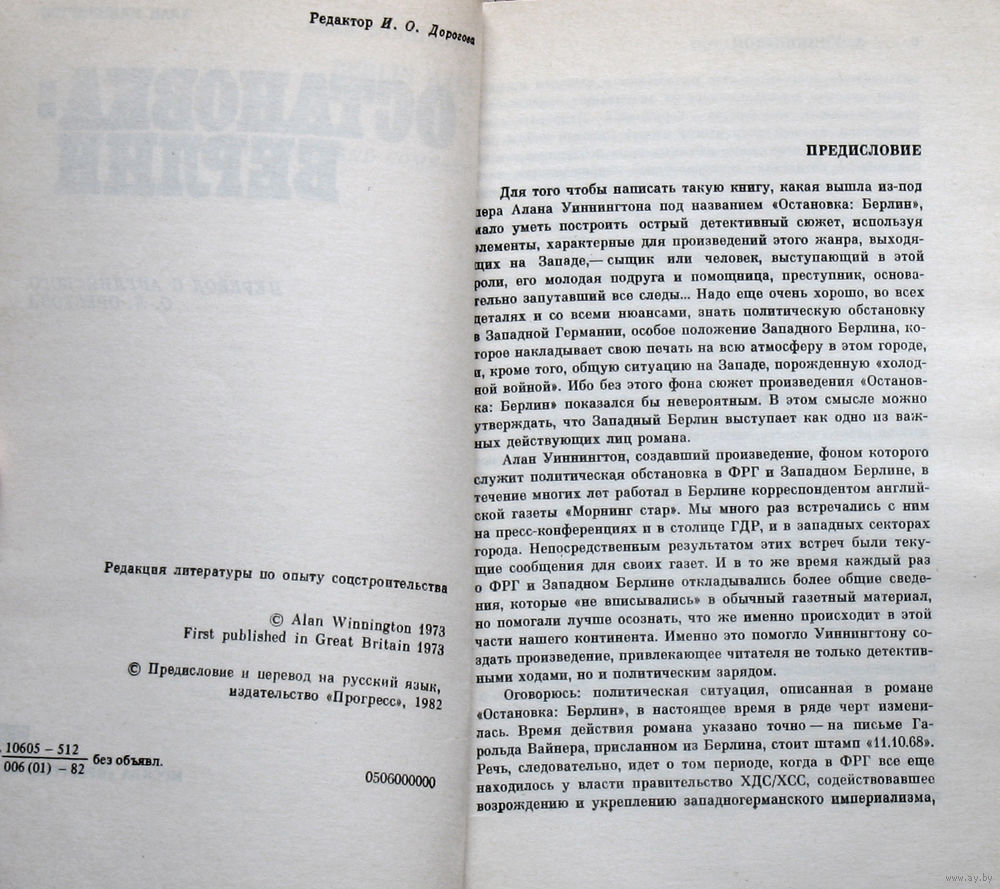 Редактор И. О. Дорогова
Редакция литературы по опыту соцстроительства
© Alan Winnington 1973
First published in Great Britain 1973
© Предисловие и перевод на русский язык,
издательство «Прогресс», 1982
10605 – 512
006(01) – 82 без объявл.
0506000000
ПРЕДИСЛОВИЕ
Для того чтобы написать такую книгу, какая вышла из-под
пера Алана Уиннингтона под названием «Остановка: Берлин»,
мало уметь построить острый детективный сюжет, используя
элементы, характерные для произведений этого жанра, выходя-
щих на Западе,— сыщик или человек, выступающий в этой
роли, его молодая подруга и помощница, преступник, основа-
тельно запутавший все следы... Надо еще очень хорошо, во всех
деталях и со всеми нюансами, знать политическую обстановку
в Западной Германии, особое положение Западного Берлина, ко-
торое накладывает свою печать на всю атмосферу в этом городе,
и, кроме того, общую ситуацию на Западе, порожденную «холод-
ной войной». Ибо без этого фона сюжет произведения «Останов-
ка: Берлин» показался бы невероятным. В этом смысле можно
утверждать, что Западный Берлин выступает как одно из важ-
ных действующих лиц романа.
Алан Уиннингтон, создавший произведение, фоном которого
служит политическая обстановка в ФРГ и Западном Берлине, в
течение многих лет работал в Берлине корреспондентом англий-
ской газеты «Морнинг стар». Мы много раз встречались с ним
на пресс-конференциях и в столице ГДР, и в западных секторах
города. Непосредственным результатом этих встреч были теку-
щие сообщения для своих газет. И в то же время каждый раз
о ФРГ и Западном Берлине откладывались более общие сведе-
ния, которые «не вписывались» в обычный газетный материал,
но помогали лучше осознать, что же именно происходит в этой
части нашего континента. Именно это помогло Уиннингтону со-
здать произведение, привлекающее читателя не только детектив-
ными ходами, но и политическим зарядом.
Оговорюсь: политическая ситуация, описанная в романе
«Остановка: Берлин», в настоящее время в ряде черт измени-
лась. Время действия романа указано точно — на письме Га-
рольда Вайнера, присланном из Берлина, стоит штамп «11.10.68».
Речь, следовательно, идет о том периоде, когда в ФРГ все еще
находилось у власти правительство ХДС/ХСС, содействовавшее
возрождению и укреплению западногерманского империализма,
www.ay.by